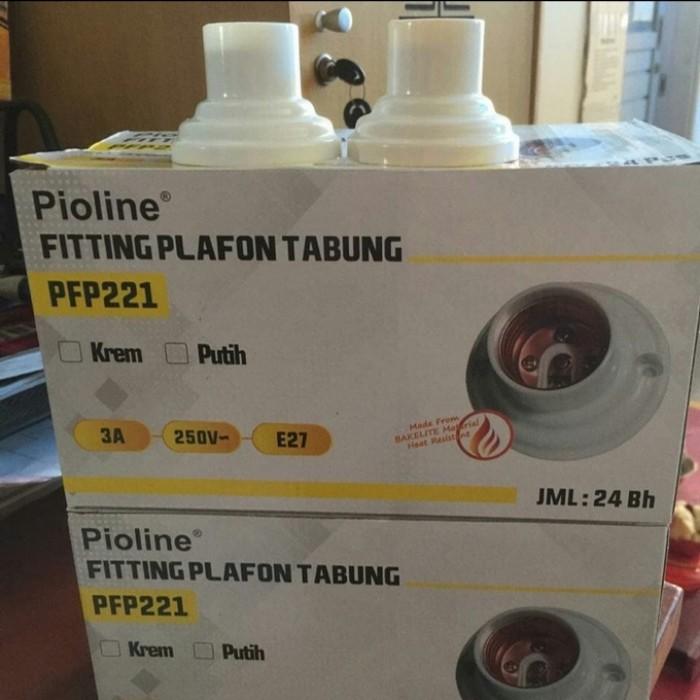 Pioline®
FITTING PLAFON TABUNG
PFP221
Krem Putih
3A 250V~ E27
Made From
BAKELITE Material
Heat Resistent
JML : 24 Bh
Pioline®
FITTING PLAFON TABUNG
PFP221
Krem Putih